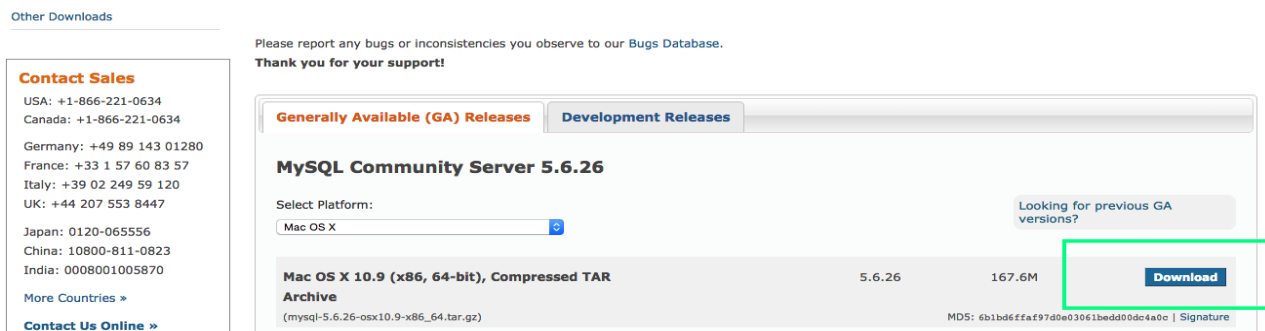 Other Downloads
Please report any bugs or inconsistencies you observe to our Bugs Database.
Thank you for your support!
Contact Sales
USA: +1-866-221-0634
Canada: +1-866-221-0634
Germany: +49 89 143 01280
France: +33 1 57 60 83 57
Italy: +39 02 249 59 120
UK: +44 207 553 8447
Japan: 0120-065556
China: 10800-811-0823
India: 0008001005870
More Countries »
Contact Us Online »
Generally Available (GA) Releases
Development Releases
MySQL Community Server 5.6.26
Select Platform:
Mac OS X
Looking for previous GA
versions?
Mac OS X 10.9 (x86, 64-bit), Compressed TAR
Archive
5.6.26
167.6M
Download
(mysql-5.6.26-osx10.9-x86_64.tar.gz)
MD5: 6b1bd6ffaf97d0e03061bedd00dc4a0c | Signature